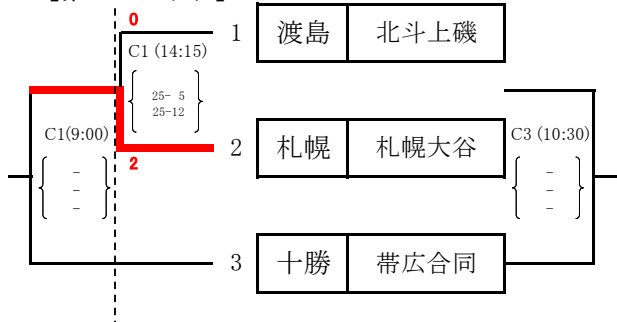 0
1 渡島 北斗上磯
C1 (14:15)
25- 5
25-12
C1(9:00)
-
-
-
2
2 札幌 札幌大谷
C3 (10:30)
-
-
-
3 十勝 帯広合同